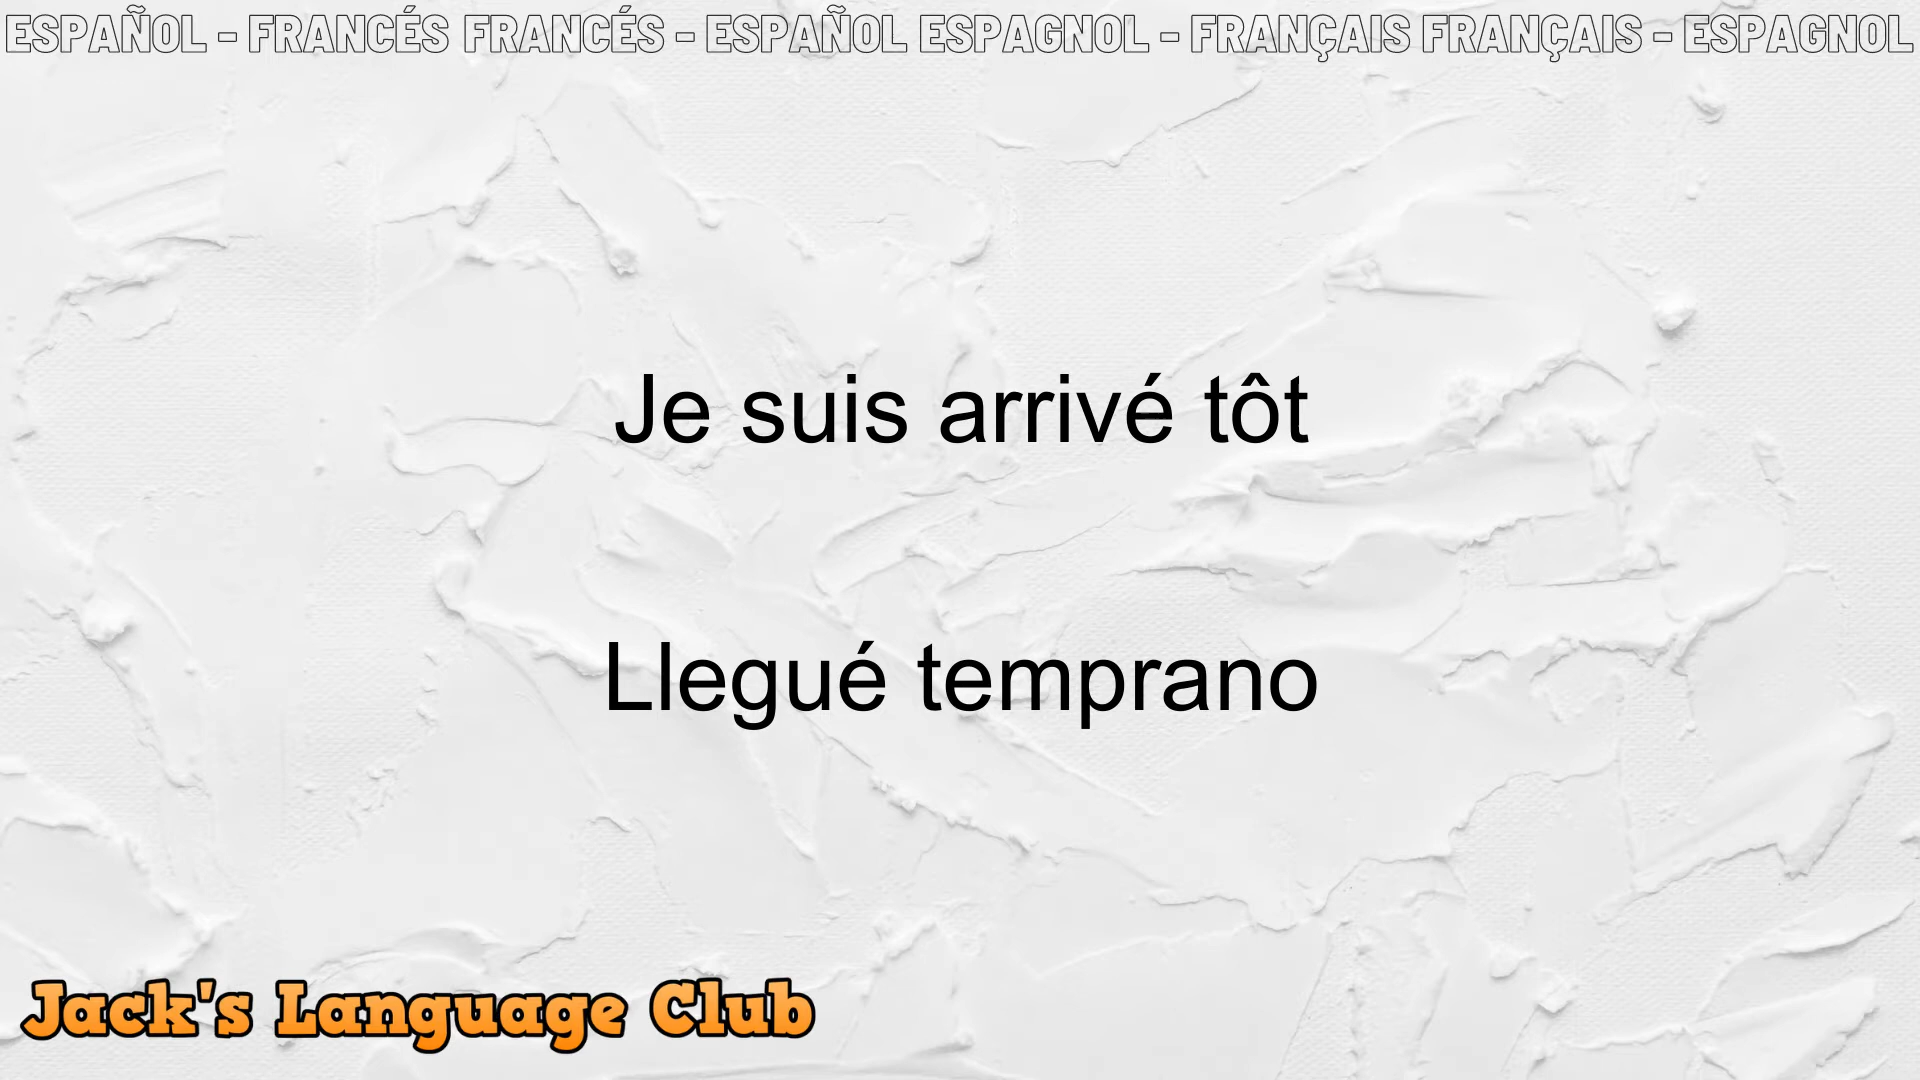 ESPAÑOL - FRANCÉS FRANCÉS - ESPAÑOL ESPAGNOL - FRANÇAIS FRANÇAIS - ESPAGNOL
Je suis arrivé tôt
Llegué temprano
Jack's Language Club